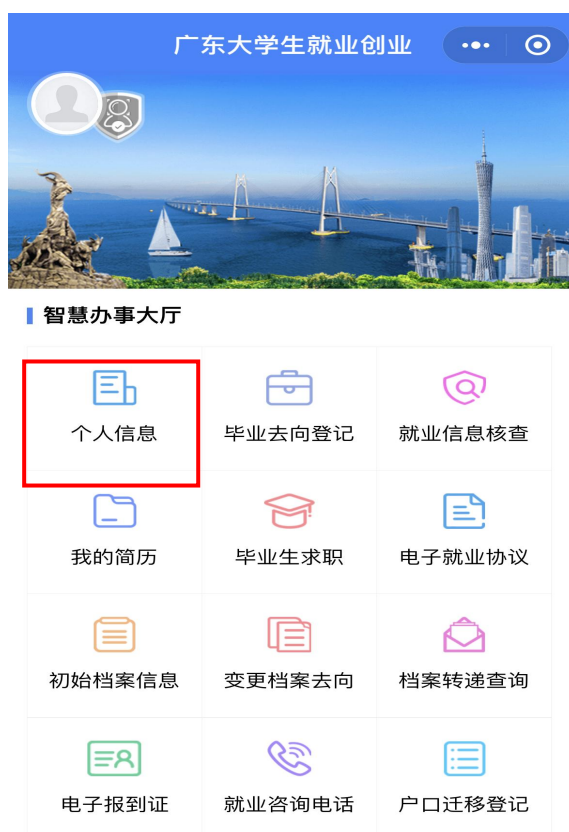 广东大学生就业创业
智慧办事大厅
个人信息 毕业去向登记 就业信息核查
我的简历 毕业生求职 电子就业协议
初始档案信息 变更档案去向 档案转递查询
电子报到证 就业咨询电话 户口迁移登记